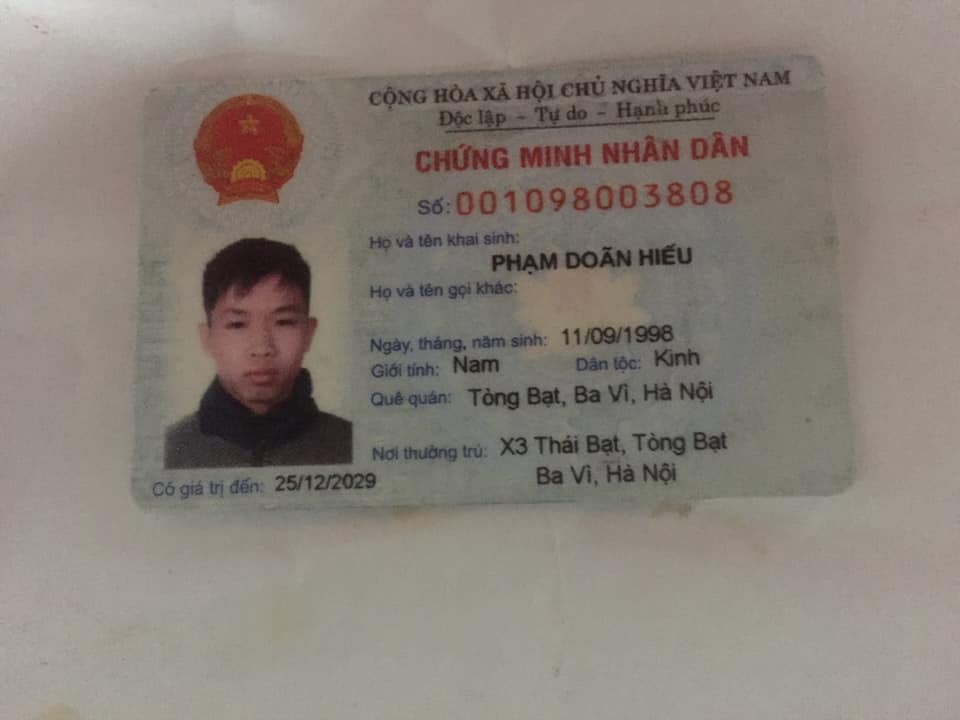 CỘNG HÒA XÃ HỘI CHỦ NGHĨA VIỆT NAM
Độc lập - Tự do - Hạnh phúc
CHỨNG MINH NHÂN DÂN
Số: 001098003808
Họ và tên khai sinh:
PHẠM DOÃN HIẾU
Họ và tên gọi khác:
Ngày, tháng, năm sinh: 11/09/1998
Giới tính: Nam Dân tộc: Kinh
Quê quán: Tòng Bạt, Ba Vì, Hà Nội
Nơi thường trú: X3 Thái Bạt, Tòng Bạt
Ba Vì, Hà Nội
Có giá trị đến: 25/12/2029